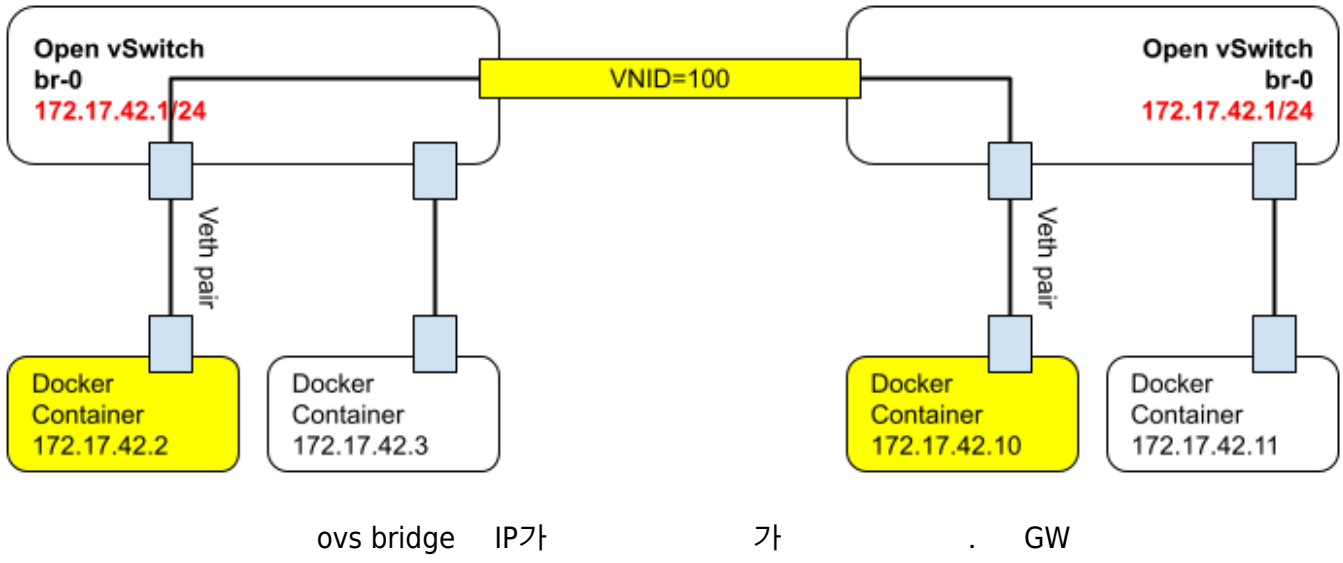 Open vSwitch
br-0
172.17.42.1/24
VNID=100
Open vSwitch
br-0
172.17.42.1/24
Veth pair
Veth pair
Docker
Container
172.17.42.2
Docker
Container
172.17.42.3
Docker
Container
172.17.42.10
Docker
Container
172.17.42.11
ovs bridge IP가 가 . GW